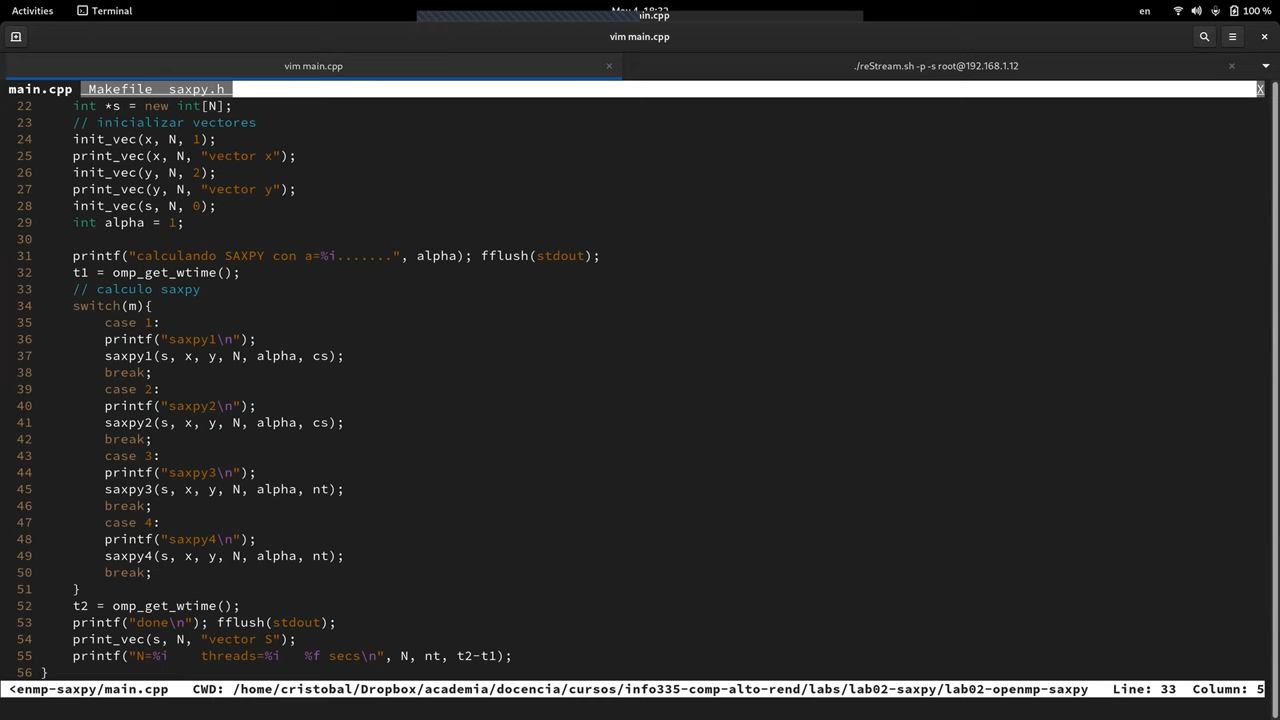 Activities Terminal en 100 %
main.cpp
vim main.cpp
vim main.cpp × ./reStream.sh -p -s root@192.168.1.12 ×
main.cpp Makefile saxpy.h X
22 int *s = new int[N];
23 // inicializar vectores
24 init_vec(x, N, 1);
25 print_vec(x, N, "vector x");
26 init_vec(y, N, 2);
27 print_vec(y, N, "vector y");
28 init_vec(s, N, 0);
29 int alpha = 1;
30
31 printf("calculando SAXPY con a=%i.......", alpha); fflush(stdout);
32 t1 = omp_get_wtime();
33 // calculo saxpy
34 switch(m){
35 case 1:
36 printf("saxpy1\n");
37 saxpy1(s, x, y, N, alpha, cs);
38 break;
39 case 2:
40 printf("saxpy2\n");
41 saxpy2(s, x, y, N, alpha, cs);
42 break;
43 case 3:
44 printf("saxpy3\n");
45 saxpy3(s, x, y, N, alpha, nt);
46 break;
47 case 4:
48 printf("saxpy4\n");
49 saxpy4(s, x, y, N, alpha, nt);
50 break;
51 }
52 t2 = omp_get_wtime();
53 printf("done\n"); fflush(stdout);
54 print_vec(s, N, "vector S");
55 printf("N=%i    threads=%i   %f secs\n", N, nt, t2-t1);
56 }
<enmp-saxpy/main.cpp CWD: /home/cristobal/Dropbox/academia/docencia/cursos/info335-comp-alto-rend/labs/lab02-saxpy/lab02-openmp-saxpy Line: 33 Column: 5